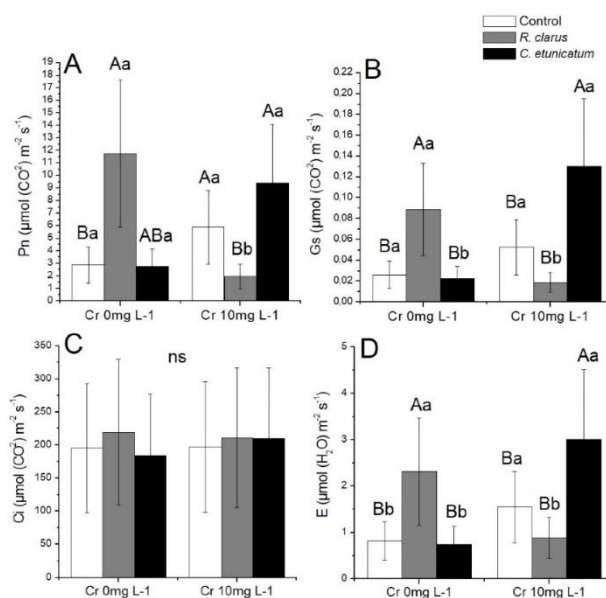 Control
R. clarus
C. etunicatum
A
Pn (µmol (CO²) m⁻² s⁻¹)
19
18
17
16
15
14
13
12
11
10
9
8
7
6
5
4
3
2
1
0
Ba
Aa
ABa
Aa
Bb
Aa
Cr 0mg L-1
Cr 10mg L-1
B
Gs (µmol (CO²) m⁻² s⁻¹)
0,22
0,20
0,18
0,16
0,14
0,12
0,10
0,08
0,06
0,04
0,02
0,00
Ba
Aa
Bb
Ba
Bb
Aa
Cr 0mg L-1
Cr 10mg L-1
C
ns
Ci (µmol (CO²) m⁻² s⁻¹)
350
300
250
200
150
100
50
0
Cr 0mg L-1
Cr 10mg L-1
D
E (µmol (H₂O) m⁻² s⁻¹)
5
4
3
2
1
0
Bb
Aa
Bb
Ba
Bb
Aa
Cr 0mg L-1
Cr 10mg L-1